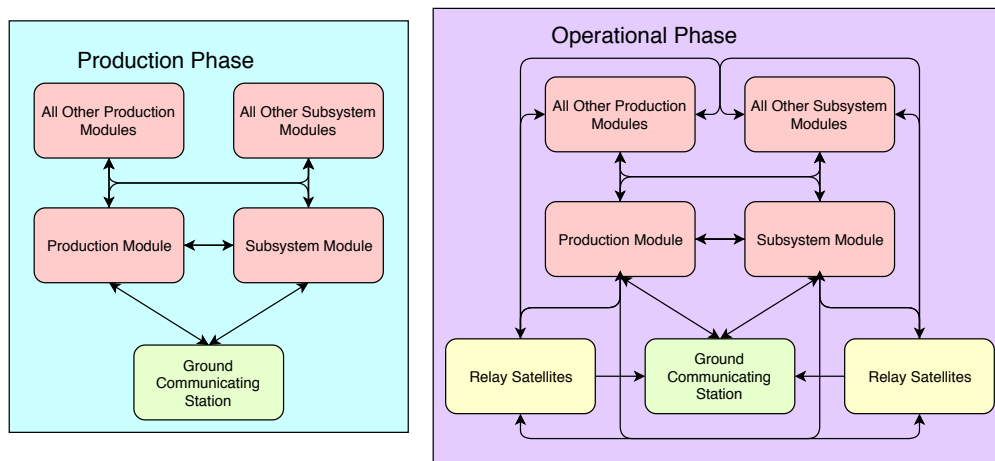 Production Phase
All Other Production
Modules
All Other Subsystem
Modules
Production Module
Subsystem Module
Ground
Communicating
Station
Operational Phase
All Other Production
Modules
All Other Subsystem
Modules
Production Module
Subsystem Module
Relay Satellites
Ground
Communicating
Station
Relay Satellites